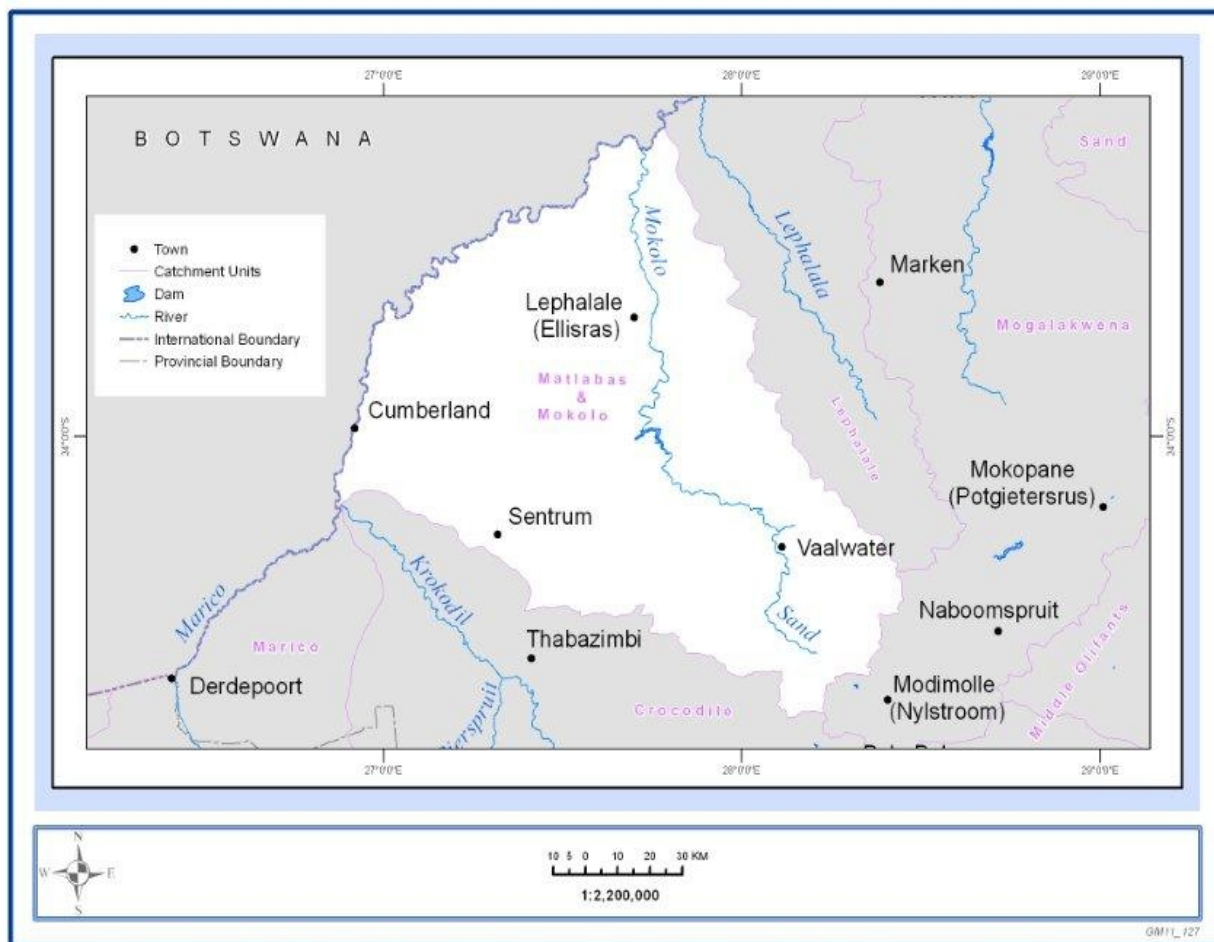 27°0'0"E 28°0'0"E 29°0'0"E
BOTSWANA
Sand
Mokolo
Lephalala
Town
Catchment Units
Dam
River
International Boundary
Provincial Boundary
Marken
Lephalale
(Ellisras)
Mogalakwena
Matlabas
&
Mokolo
Cumberland
Lephalale
24°0'0"S 24°0'0"S
Mokopane
(Potgietersrus)
Sentrum
Vaalwater
Marico
Krokodil
Sand
Naboomspruit
Marico
Thabazimbi
Derdepoort
Modimolle
(Nylstroom)
Middle Olifants
Crocodile
27°0'0"E 28°0'0"E 29°0'0"E
N
W E
S
10 5 0 10 20 30 KM
1:2,200,000
GM11_127